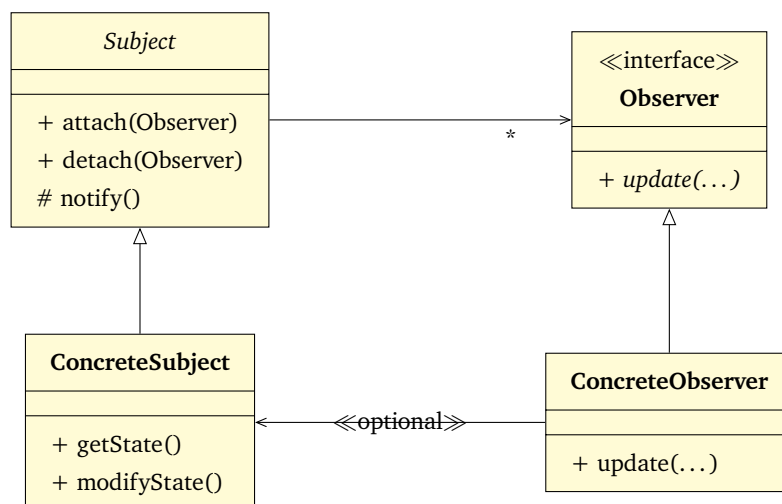 Subject
+ attach(Observer)
+ detach(Observer)
# notify()
*
≪interface≫
Observer
+ update(...)
ConcreteSubject
+ getState()
+ modifyState()
≪optional≫
ConcreteObserver
+ update(...)